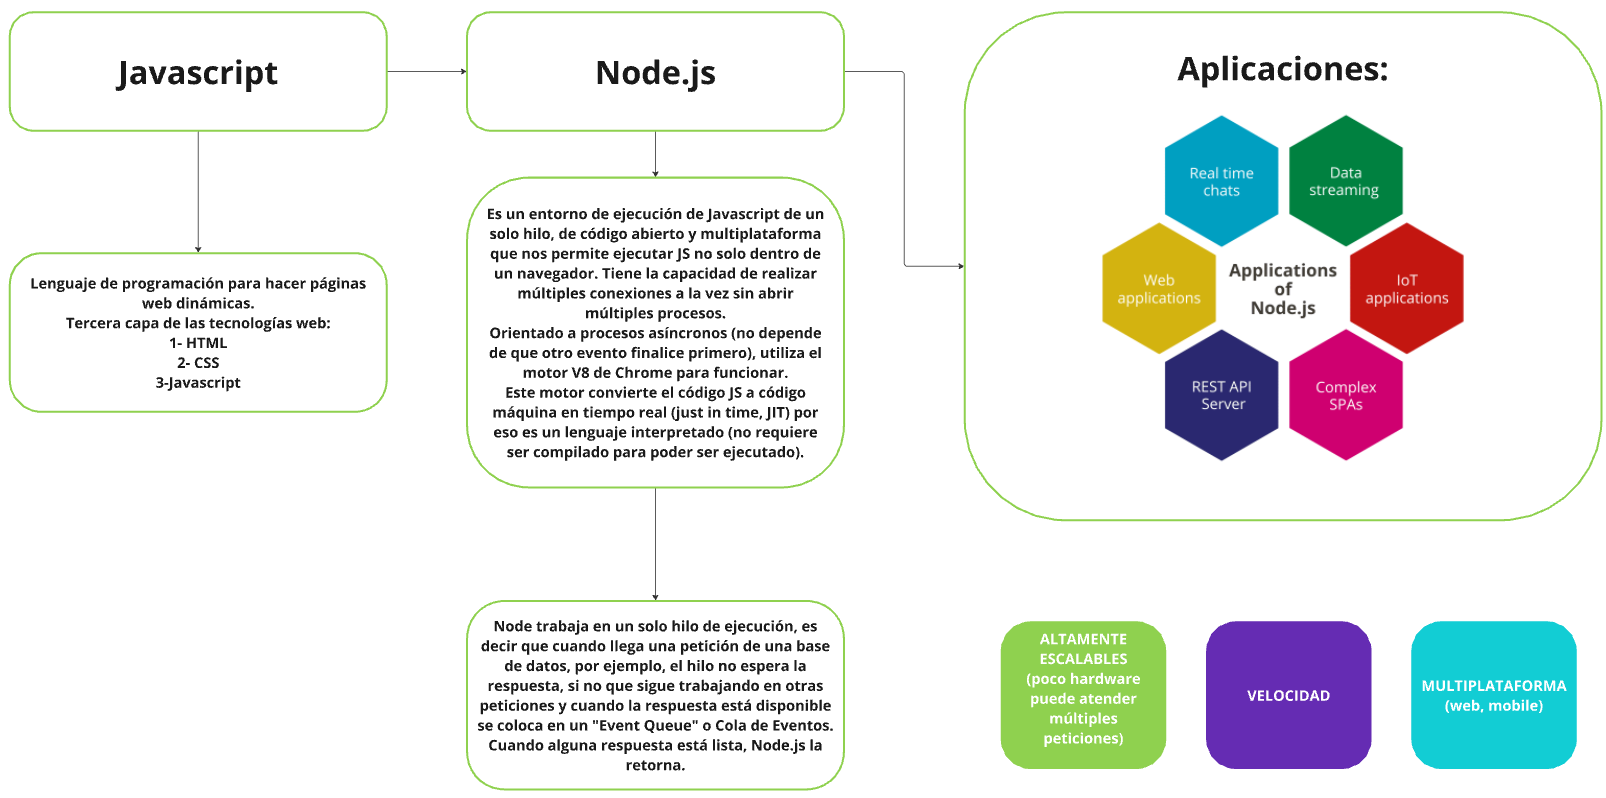 Javascript
Lenguaje de programación para hacer páginas
web dinámicas.
Tercera capa de las tecnologías web:
1- HTML
2- CSS
3-Javascript
Node.js
Es un entorno de ejecución de Javascript de un
solo hilo, de código abierto y multiplataforma
que nos permite ejecutar JS no solo dentro de
un navegador. Tiene la capacidad de realizar
múltiples conexiones a la vez sin abrir
múltiples procesos.
Orientado a procesos asíncronos (no depende
de que otro evento finalice primero), utiliza el
motor V8 de Chrome para funcionar.
Este motor convierte el código JS a código
máquina en tiempo real (just in time, JIT) por
eso es un lenguaje interpretado (no requiere
ser compilado para poder ser ejecutado).
Node trabaja en un solo hilo de ejecución, es
decir que cuando llega una petición de una base
de datos, por ejemplo, el hilo no espera la
respuesta, si no que sigue trabajando en otras
peticiones y cuando la respuesta está disponible
se coloca en un "Event Queue" o Cola de Eventos.
Cuando alguna respuesta está lista, Node.js la
retorna.
Aplicaciones:
Real time
chats
Data
streaming
Web
applications
Applications
of
Node.js
IoT
applications
REST API
Server
Complex
SPAs
ALTAMENTE
ESCALABLES
(poco hardware
puede atender
múltiples
peticiones)
VELOCIDAD
MULTIPLATAFORMA
(web, mobile)